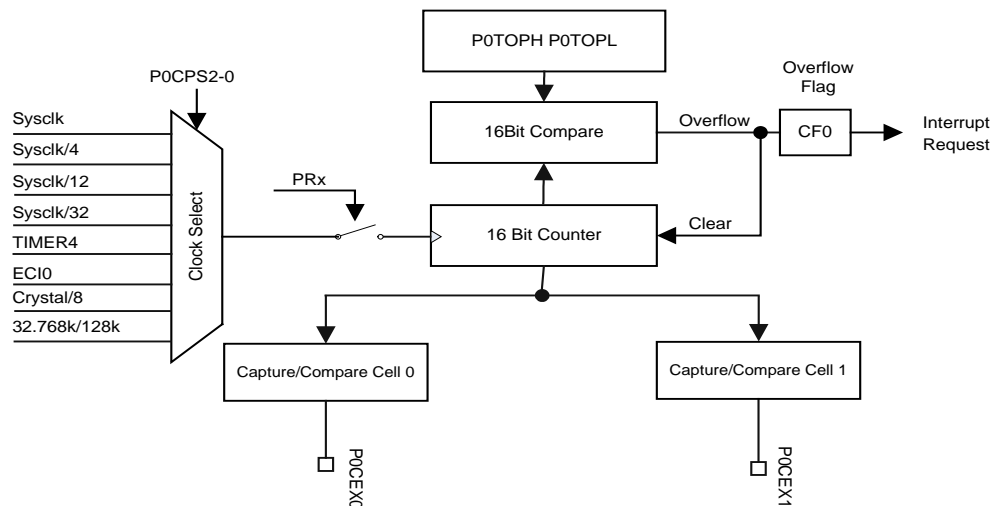 P0TOPH P0TOPL
P0CPS2-0
Overflow
Flag
Sysclk
16Bit Compare
Overflow
CF0
Interrupt
Request
Sysclk/4
Sysclk/12
PRx
Sysclk/32
Clock Select
16 Bit Counter
Clear
TIMER4
ECI0
Crystal/8
32.768k/128k
Capture/Compare Cell 0
Capture/Compare Cell 1
P0CEX0
P0CEX1